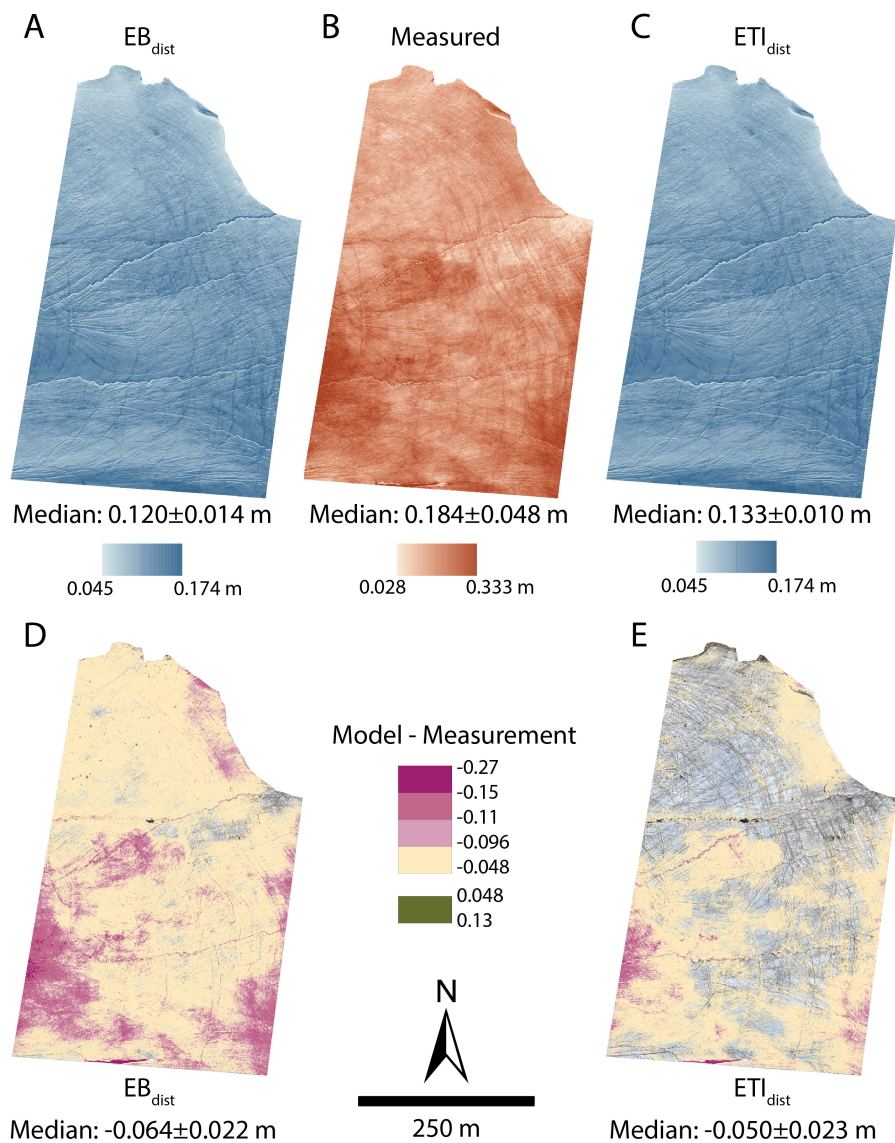 A
EB dist
B
Measured
C
ETI dist
Median: 0.120±0.014 m
Median: 0.184±0.048 m
Median: 0.133±0.010 m
0.045 0.174 m
0.028 0.333 m
0.045 0.174 m
D
E
Model - Measurement
-0.27
-0.15
-0.11
-0.096
-0.048
0.048
0.13
N
250 m
EB dist
Median: -0.064±0.022 m
ETI dist
Median: -0.050±0.023 m